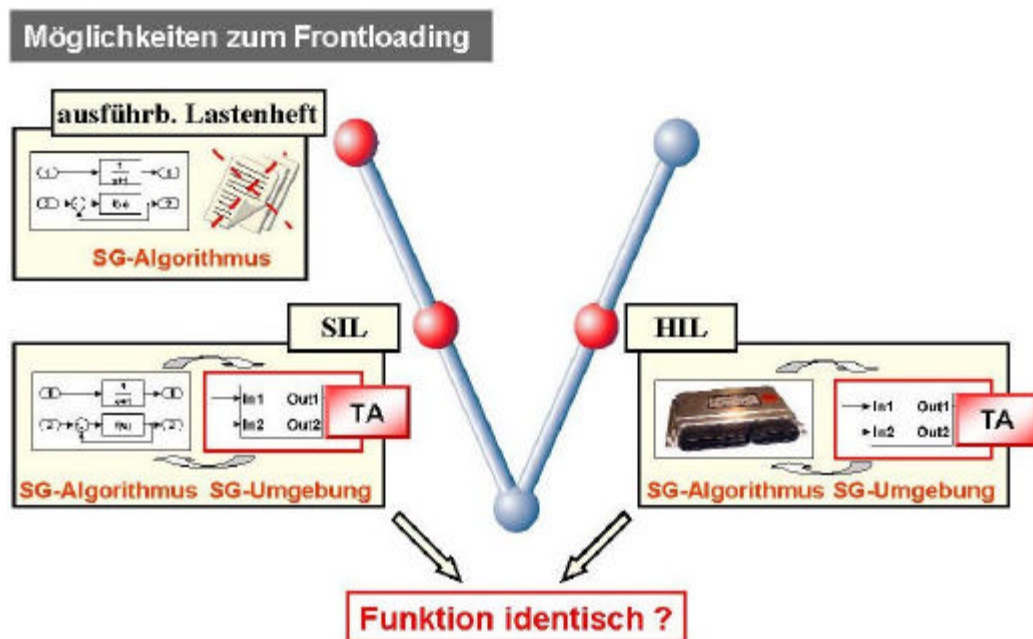 Möglichkeiten zum Frontloading
ausführb. Lastenheft
SG-Algorithmus
SIL
HIL
In1 Out1
In2 Out2
TA
SG-Algorithmus SG-Umgebung
In1 Out1
In2 Out2
TA
SG-Algorithmus SG-Umgebung
Funktion identisch ?